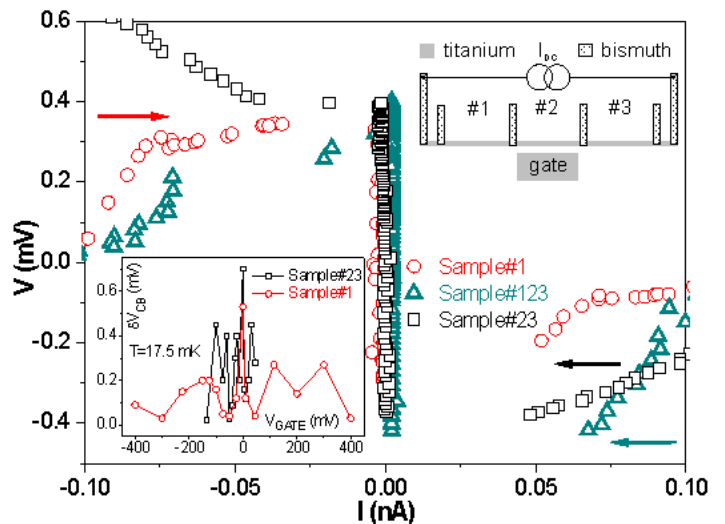 0.6
0.4
0.2
0.0
-0.2
-0.4
V (mV)
-0.10
-0.05
0.00
0.05
0.10
I (nA)
titanium
I_DC
bismuth
#1
#2
#3
gate
Sample#1
Sample#123
Sample#23
0.6
0.4
0.2
0.0
δV_CB (mV)
Sample#23
Sample#1
T=17.5 mK
V_GATE (mV)
-400
-200
0
200
400